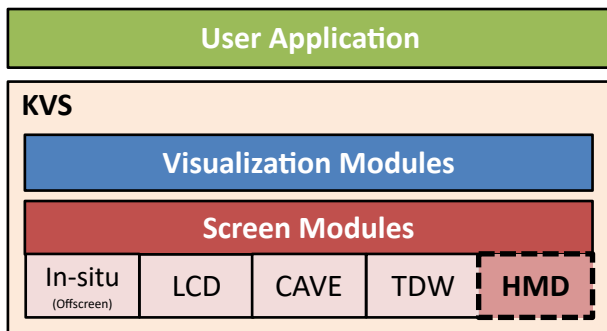 User Application
KVS
Visualization Modules
Screen Modules
In-situ LCD CAVE TDW HMD
(Offscreen)